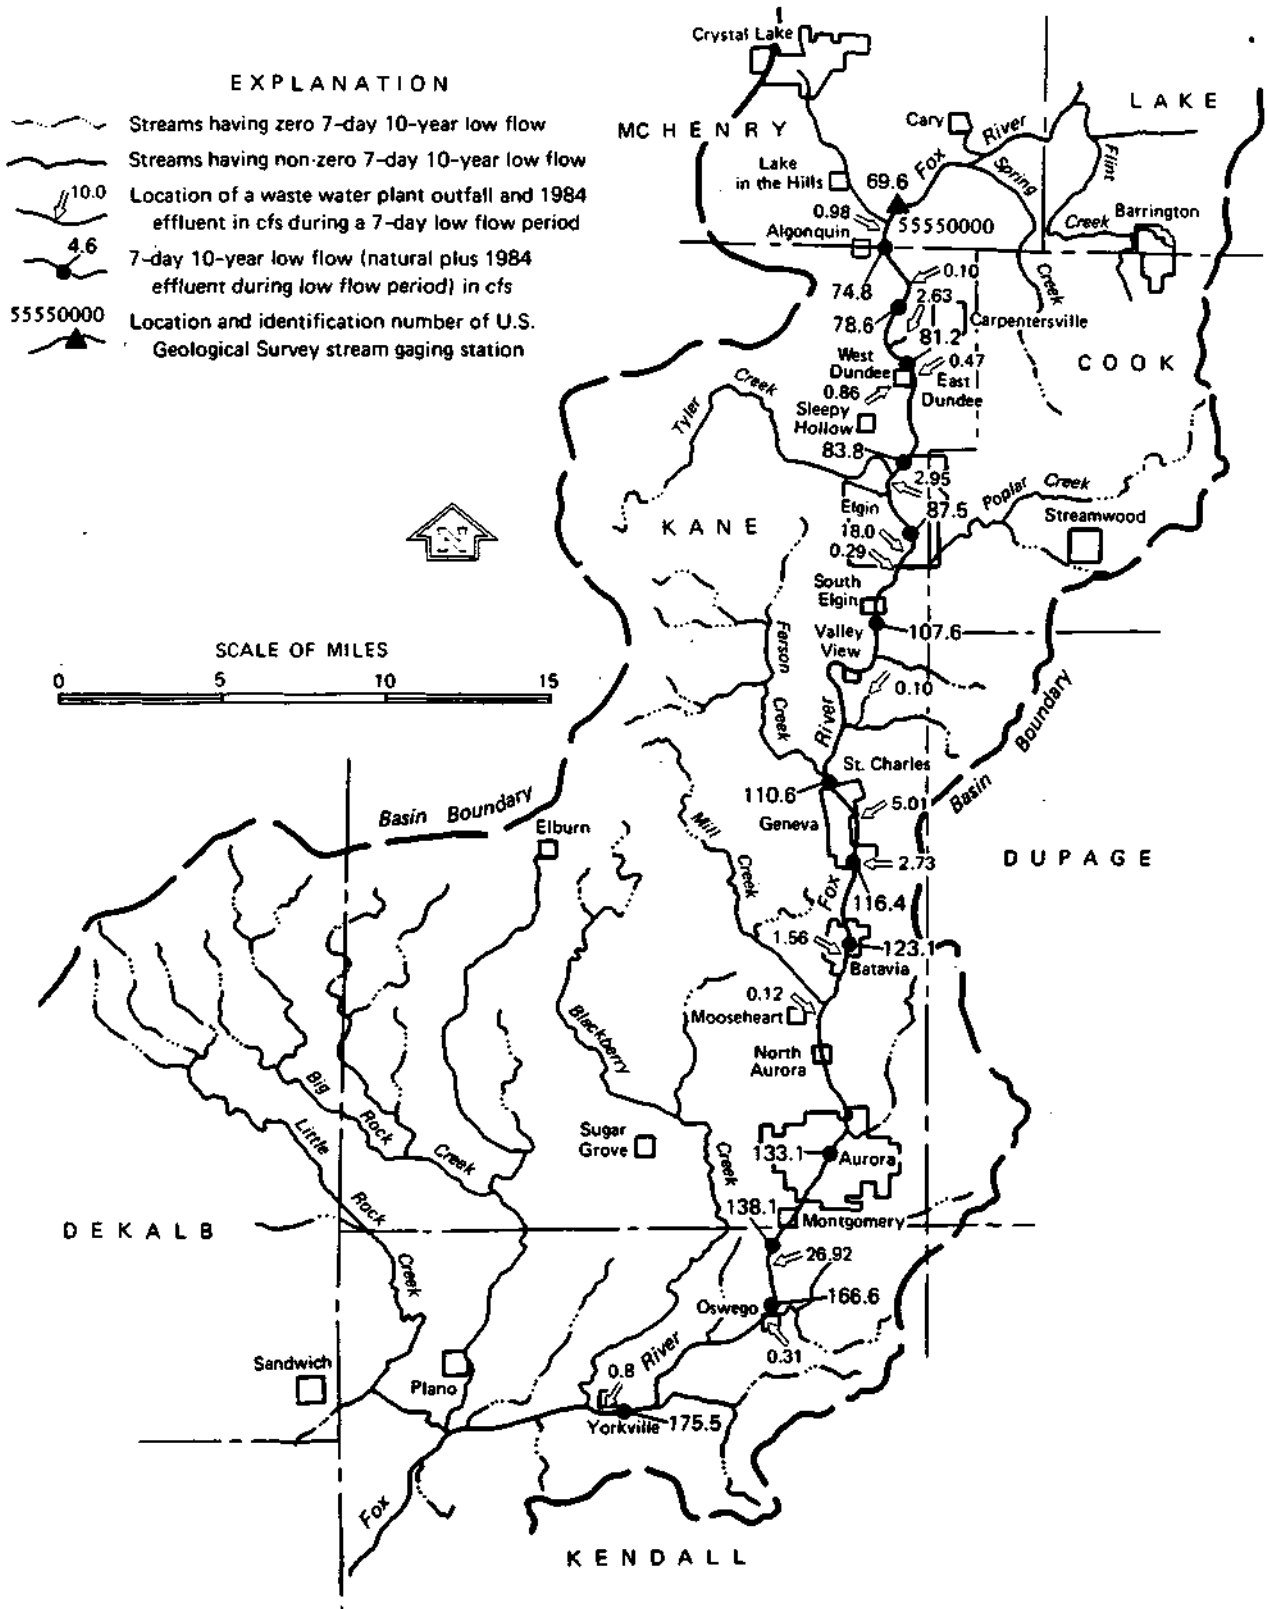 EXPLANATION
Streams having zero 7-day 10-year low flow
Streams having non-zero 7-day 10-year low flow
10.0
Location of a waste water plant outfall and 1984
effluent in cfs during a 7-day low flow period
4.6
7-day 10-year low flow (natural plus 1984
effluent during low flow period) in cfs
55550000
Location and identification number of U.S.
Geological Survey stream gaging station
N
SCALE OF MILES
0 5 10 15
Crystal Lake
MCHENRY
LAKE
Cary
Fox River
Lake
in the Hills
69.6
Spring
Creek
Flint
Creek
Barrington
0.98
55550000
Algonquin
0.10
74.8
2.63
78.6
Carpentersville
81.2
West
Dundee
0.47
COOK
0.86
East
Dundee
Tyler
Creek
Sleepy
Hollow
83.8
2.95
Elgin
87.5
Poplar Creek
Streamwood
KANE
18.0
0.29
South
Elgin
107.6
Valley
View
Ferson
Creek
0.10
River
Basin Boundary
St. Charles
110.6
5.01
Geneva
Basin Boundary
Elburn
Mill
Creek
2.73
DUPAGE
Fox
116.4
1.56
123.1
Batavia
0.12
Mooseheart
Blackberry
Creek
North
Aurora
Big
Rock
Creek
Little
Rock
Creek
Sugar
Grove
133.1
Aurora
DEKALB
138.1
Montgomery
26.92
Oswego
166.6
0.31
River
Sandwich
Plano
0.8
Yorkville
175.5
Fox
KENDALL